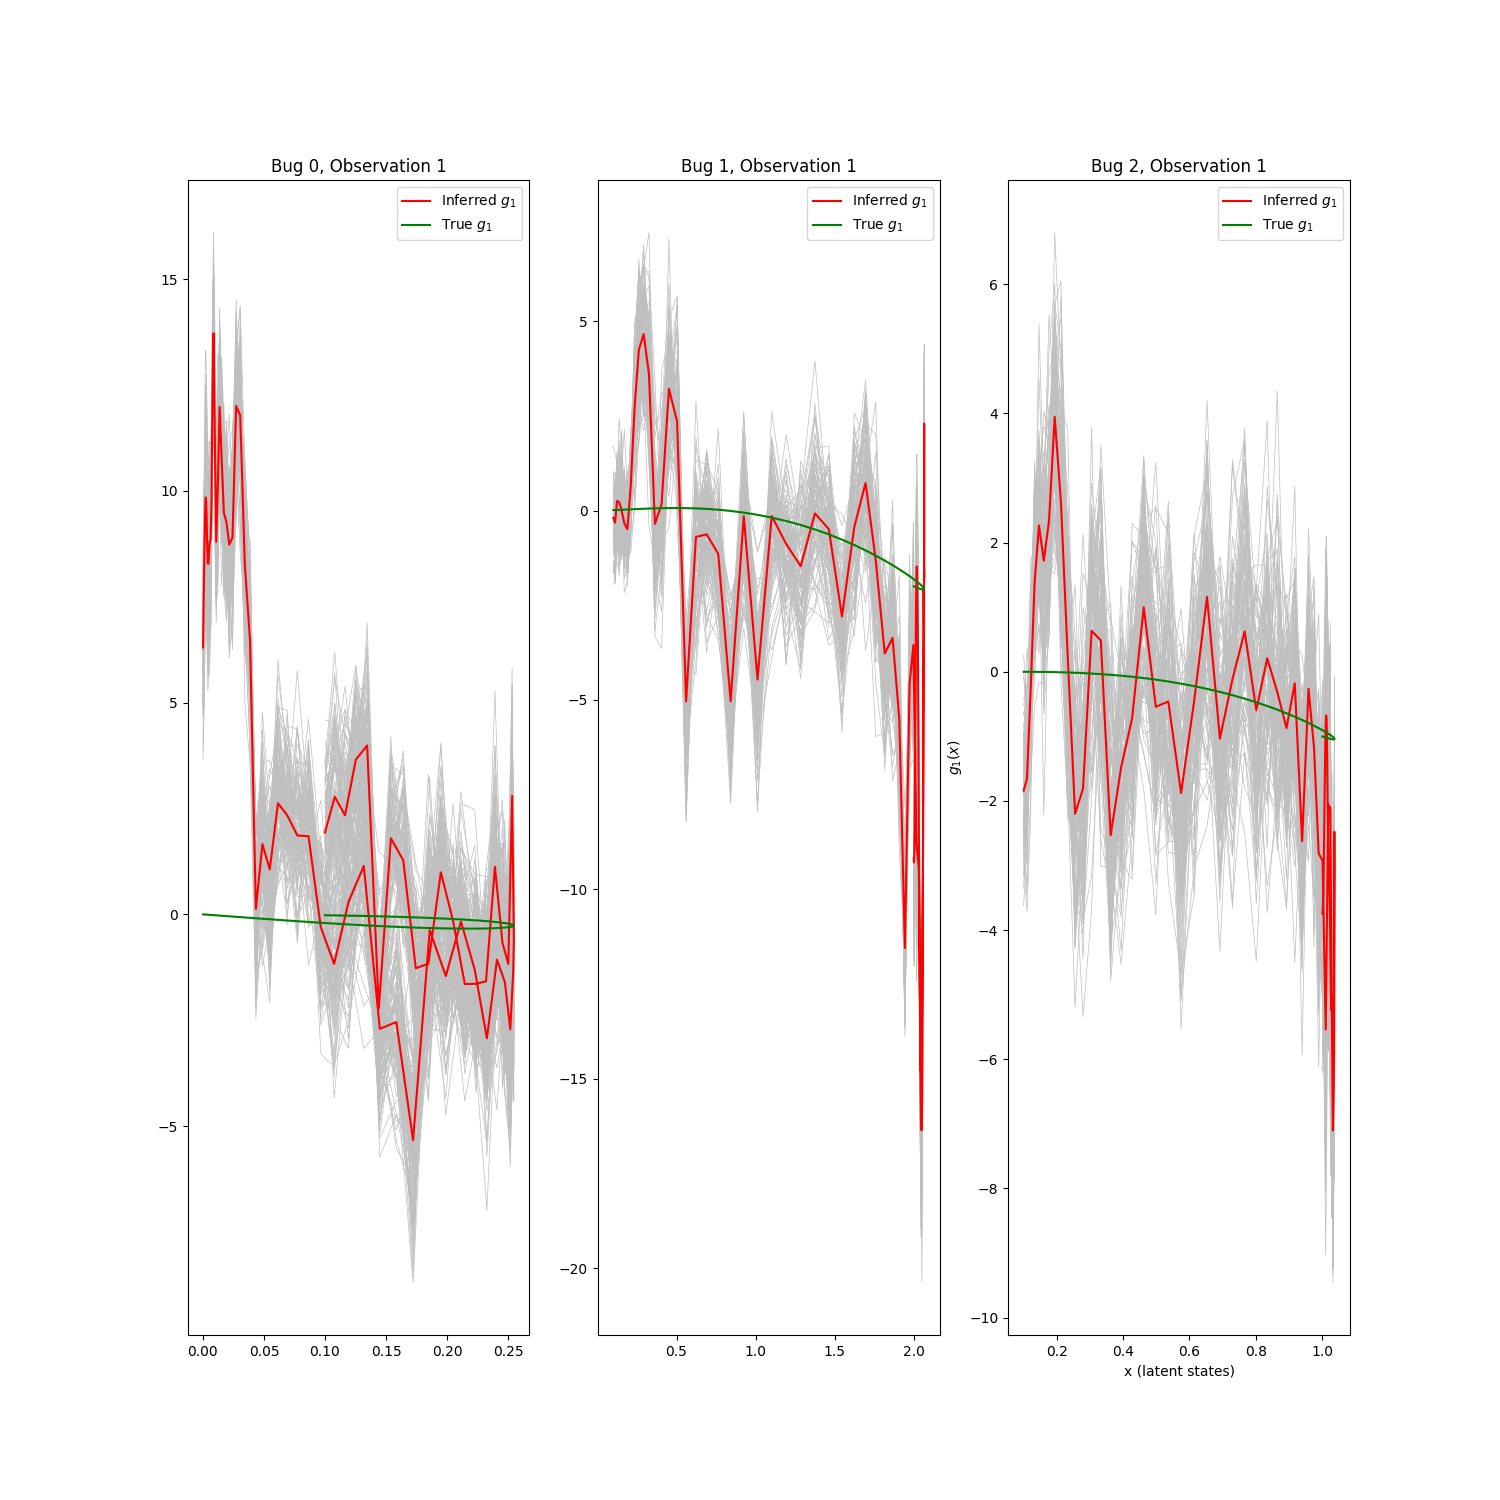 Bug 0, Observation 1
Inferred g₁
True g₁
15
10
5
0
−5
0.00 0.05 0.10 0.15 0.20 0.25
Bug 1, Observation 1
Inferred g₁
True g₁
5
0
−5
−10
−15
−20
0.5 1.0 1.5 2.0
Bug 2, Observation 1
Inferred g₁
True g₁
g₁(x)
6
4
2
0
−2
−4
−6
−8
−10
0.2 0.4 0.6 0.8 1.0
x (latent states)